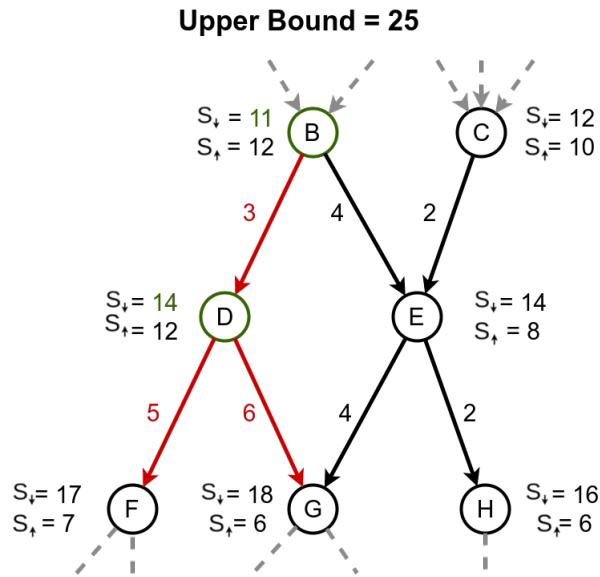 Upper Bound = 25
S↓ = 11
S↑ = 12
B
C
S↓= 12
S↑= 10
3
4
2
S↓= 14
S↑= 12
D
E
S↓ = 14
S↑ = 8
5
6
4
2
S↓= 17
S↑ = 7
F
S↓= 18
S↑ = 6
G
H
S↓= 16
S↑= 6